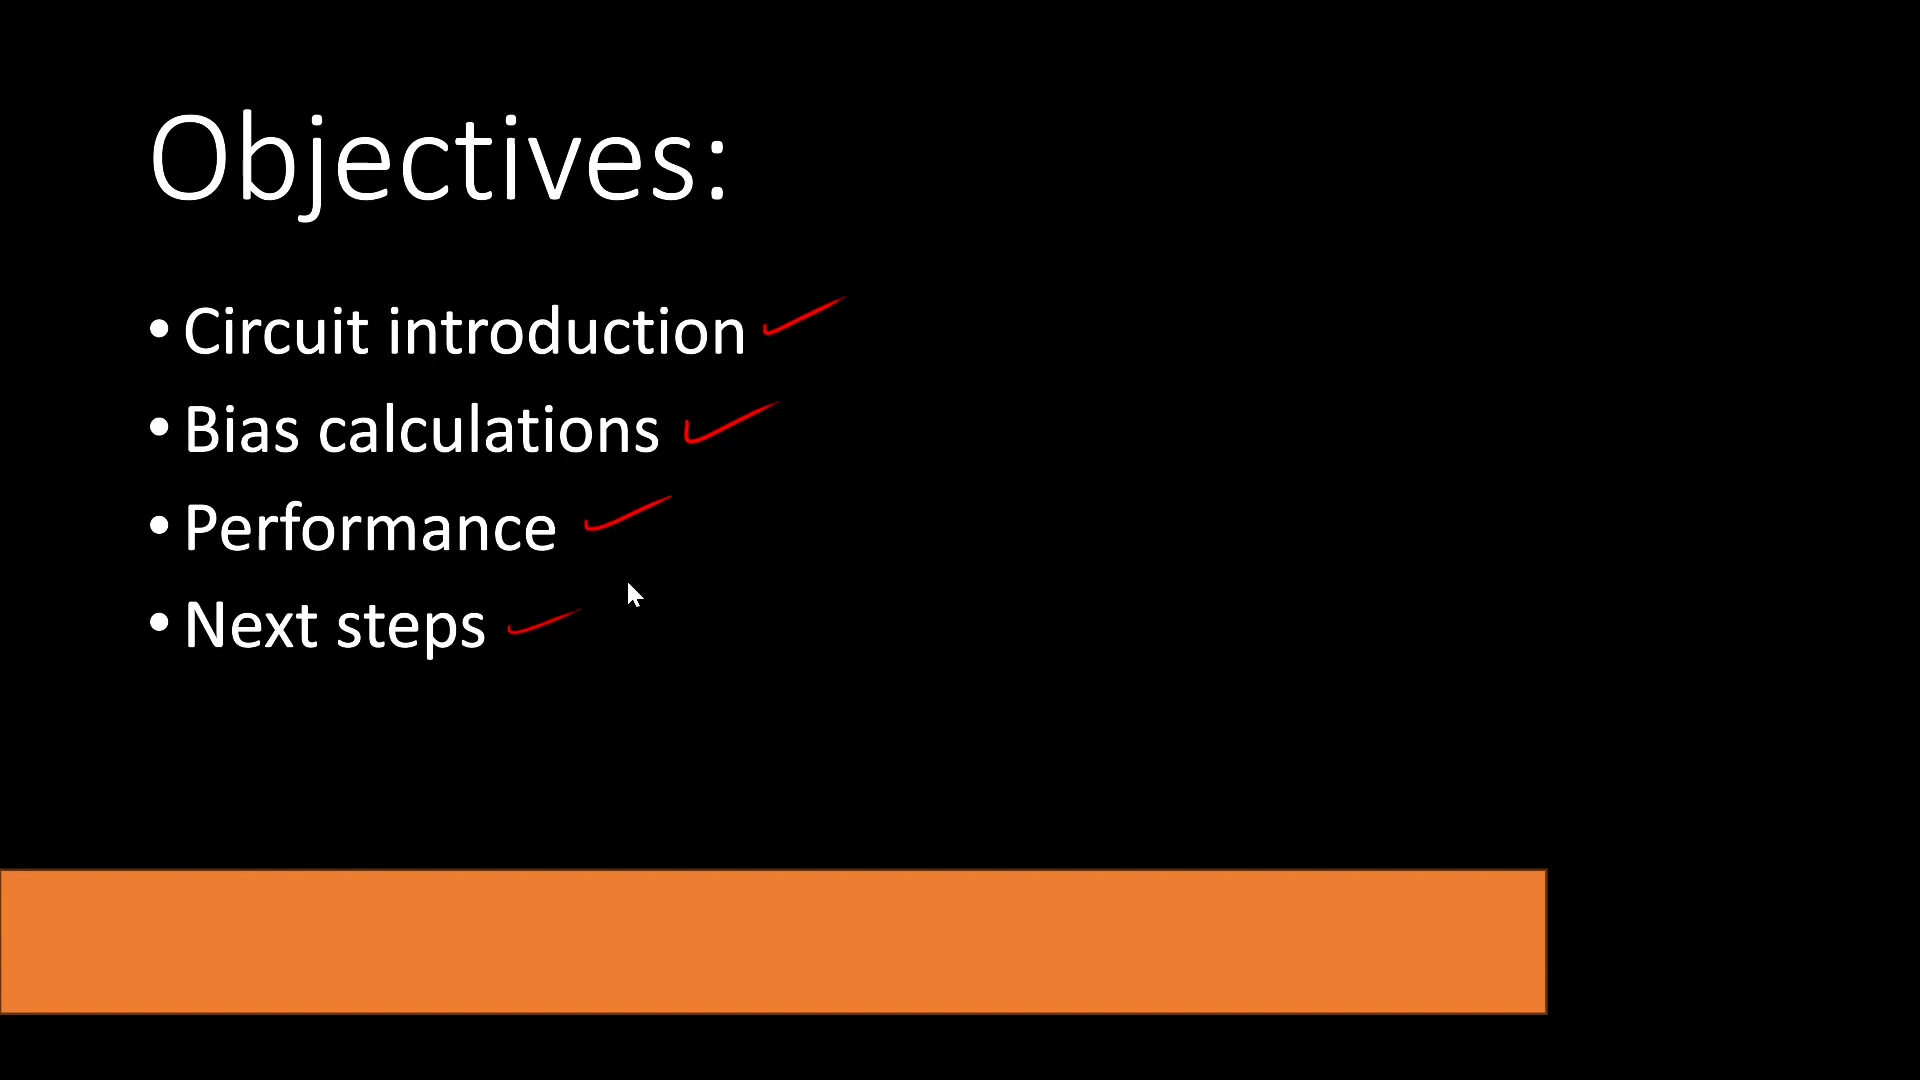 Objectives:
• Circuit introduction
• Bias calculations
• Performance
• Next steps